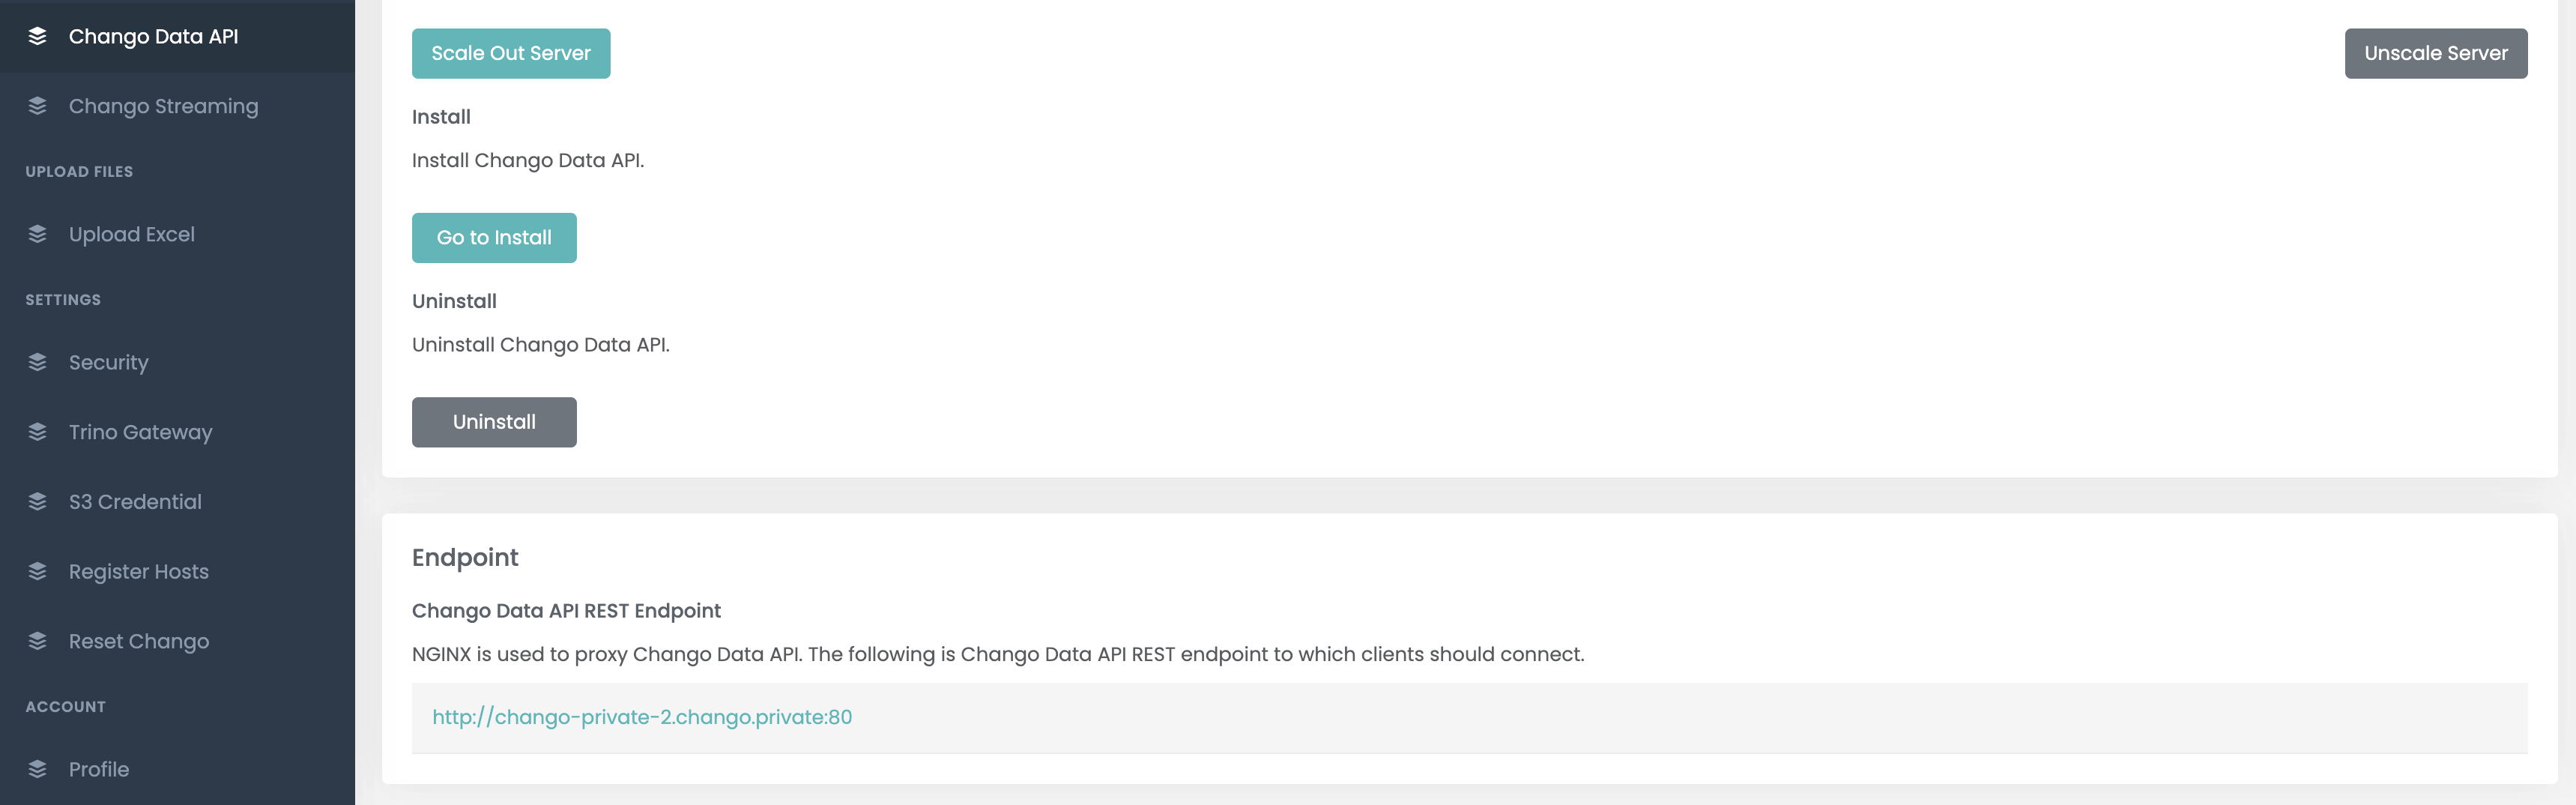 Chango Data API
Chango Streaming
UPLOAD FILES
Upload Excel
SETTINGS
Security
Trino Gateway
S3 Credential
Register Hosts
Reset Chango
ACCOUNT
Profile
Scale Out Server
Unscale Server
Install
Install Chango Data API.
Go to Install
Uninstall
Uninstall Chango Data API.
Uninstall
Endpoint
Chango Data API REST Endpoint
NGINX is used to proxy Chango Data API. The following is Chango Data API REST endpoint to which clients should connect.
http://chango-private-2.chango.private:80